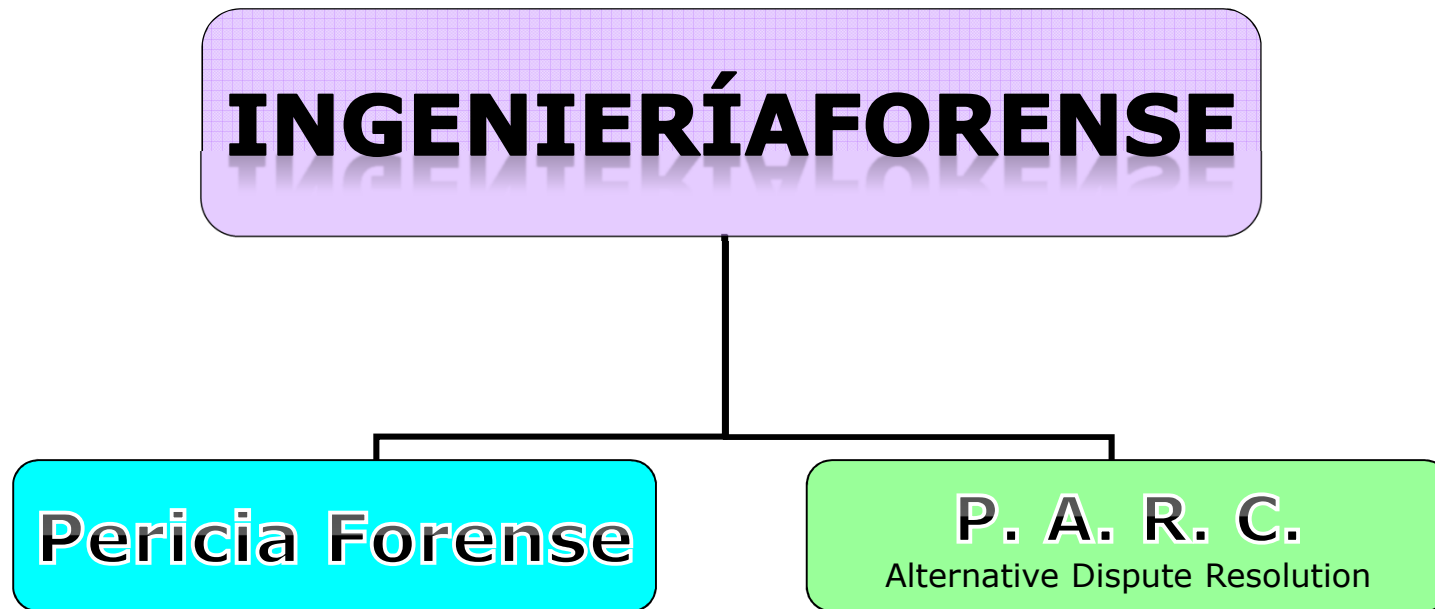 INGENIERÍAFORENSE
Pericia Forense
P. A. R. C.
Alternative Dispute Resolution